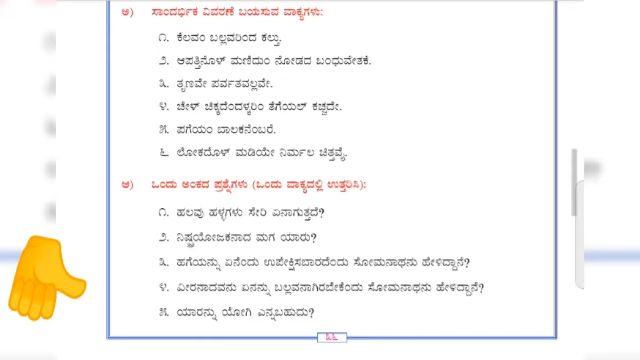 ಅ) ಸಾಂದರ್ಭಿಕ ವಿವರಣೆ ಬಯಸುವ ವಾಕ್ಯಗಳು:
೧. ಕೆಲವಂ ಬಲ್ಲವರಿಂದ ಕಲ್ತು.
೨. ಆಪತ್ತಿನೊಳ್ ಮಣಿದುಂ ನೋಡದ ಬಂಧುವೇತಕೆ.
೩. ತೃಣವೇ ಪರ್ವತವಲ್ಲವೇ.
೪. ಚೇಳ್ ಚಿಕ್ಕದೆಂದಳ್ಕರಿಂ ತೆಗೆಯಲ್ ಕಚ್ಚದೇ.
೫. ಪಗೆಯಂ ಬಾಲಕನೆಂಬರೆ.
೬. ಲೋಕದೊಳ್ ಮಡಿಯೇ ನಿರ್ಮಲ ಚಿತ್ತವೈ.
ಆ) ಒಂದು ಅಂಕದ ಪ್ರಶ್ನೆಗಳು (ಒಂದು ವಾಕ್ಯದಲ್ಲಿ ಉತ್ತರಿಸಿ):
೧. ಹಲವು ಹಳ್ಳಗಳು ಸೇರಿ ಏನಾಗುತ್ತದೆ?
೨. ನಿಷ್ಪ್ರಯೋಜಕನಾದ ಮಗ ಯಾರು?
೩. ಹಗೆಯನ್ನು ಏನೆಂದು ಉಪೇಕ್ಷಿಸಬಾರದೆಂದು ಸೋಮನಾಥನು ಹೇಳಿದ್ದಾನೆ?
೪. ವೀರನಾದವನು ಏನನ್ನು ಬಲ್ಲವನಾಗಿರಬೇಕೆಂದು ಸೋಮನಾಥನು ಹೇಳಿದ್ದಾನೆ?
೫. ಯಾರನ್ನು ಯೋಗಿ ಎನ್ನಬಹುದು?